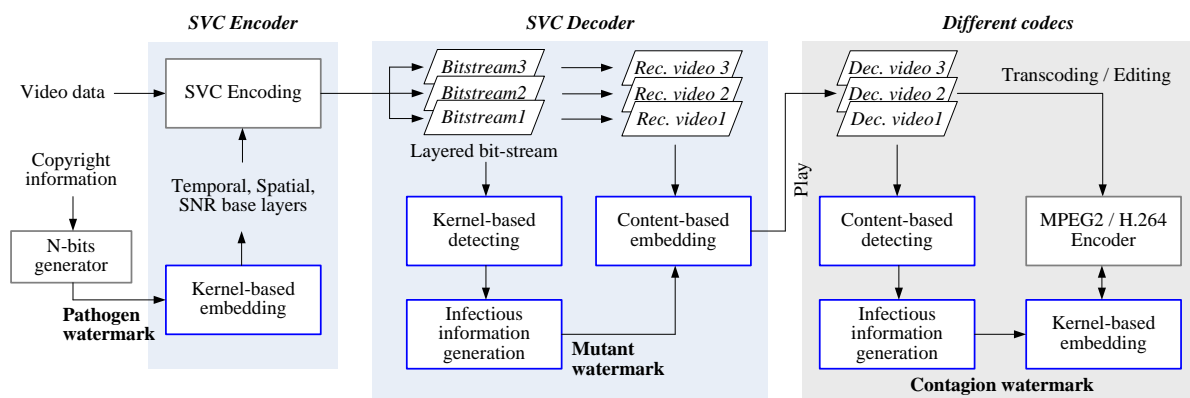 SVC Encoder
SVC Decoder
Different codecs
Video data
SVC Encoding
Bitstream3
Bitstream2
Bitstream1
Rec. video 3
Rec. video 2
Rec. video1
Dec. video 3
Dec. video 2
Dec. video1
Transcoding / Editing
Layered bit-stream
Copyright
information
Temporal, Spatial,
SNR base layers
Play
N-bits
generator
Kernel-based
detecting
Content-based
embedding
Content-based
detecting
MPEG2 / H.264
Encoder
Pathogen
watermark
Kernel-based
embedding
Infectious
information
generation
Mutant
watermark
Infectious
information
generation
Kernel-based
embedding
Contagion watermark